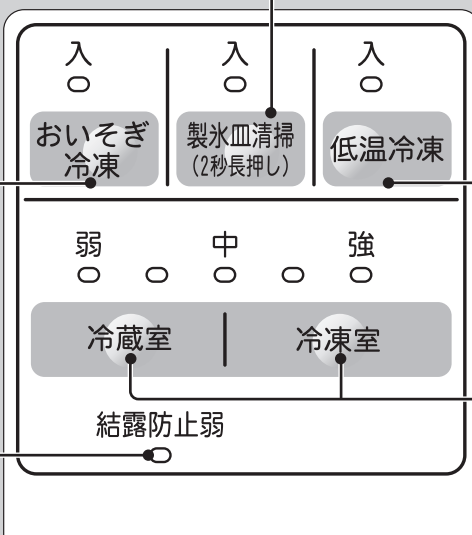 入 入 入
おいそぎ冷凍
製氷皿清掃
(2秒長押し)
低温冷凍
弱 中 強
冷蔵室 冷凍室
結露防止弱